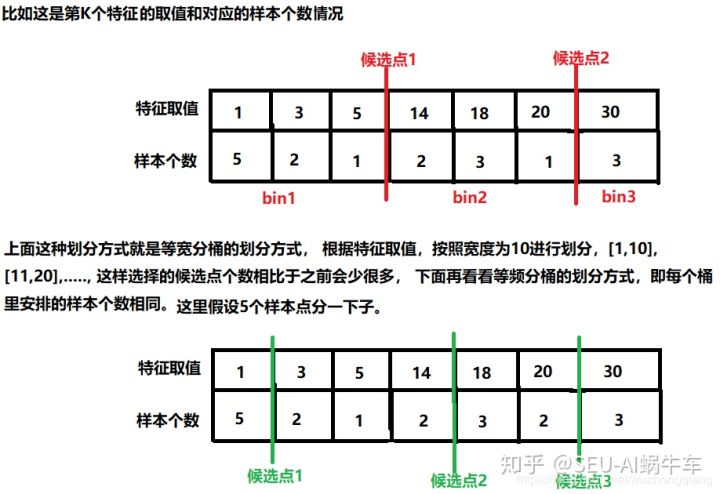 比如这是第K个特征的取值和对应的样本个数情况
候选点1 候选点2
特征取值 1 3 5 14 18 20 30
样本个数 5 2 1 2 3 1 3
bin1 bin2 bin3
上面这种划分方式就是等宽分桶的划分方式， 根据特征取值，按照宽度为10进行划分，[1,10],
[11,20],....., 这样选择的候选点个数相比于之前会少很多， 下面再看看等频分桶的划分方式，即每个桶
里安排的样本个数相同。这里假设5个样本点分一下子。
特征取值 1 3 5 14 18 20 30
样本个数 5 2 1 2 3 2 3
候选点1 候选点2 候选点3
知乎 @SEU-AI蜗牛车